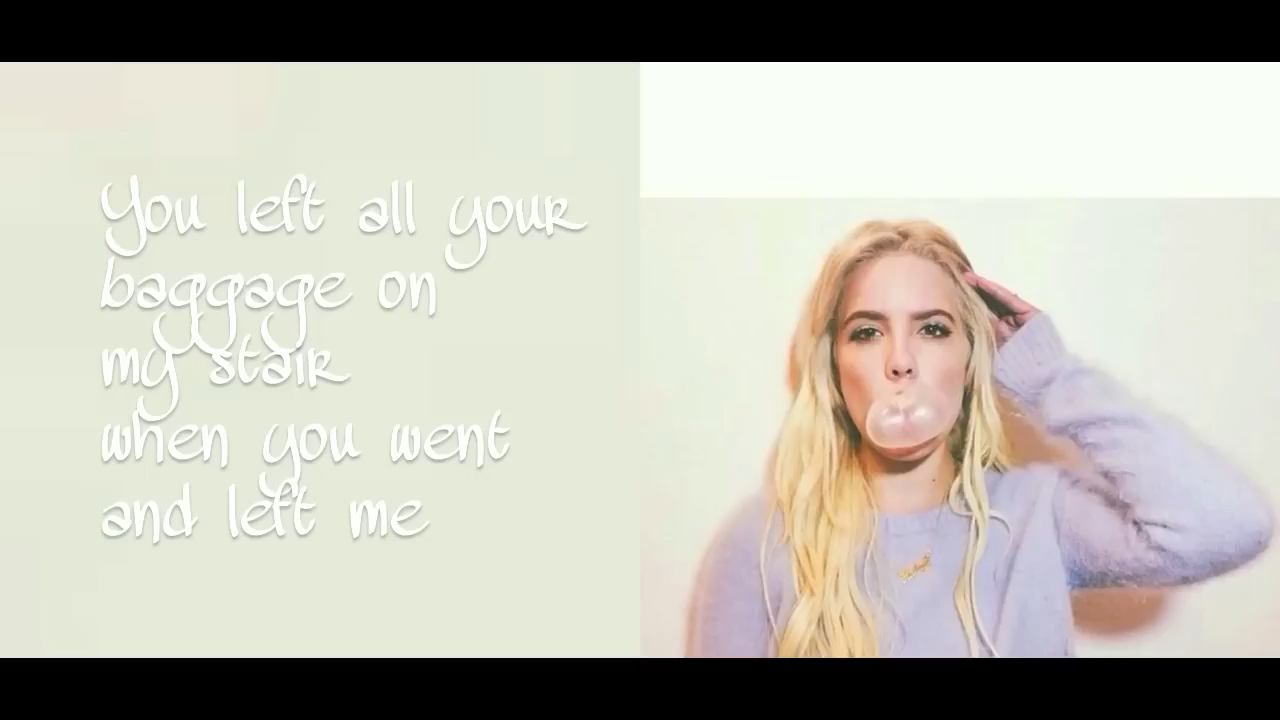 You left all your
baggage on
my stair
when you went
and left me